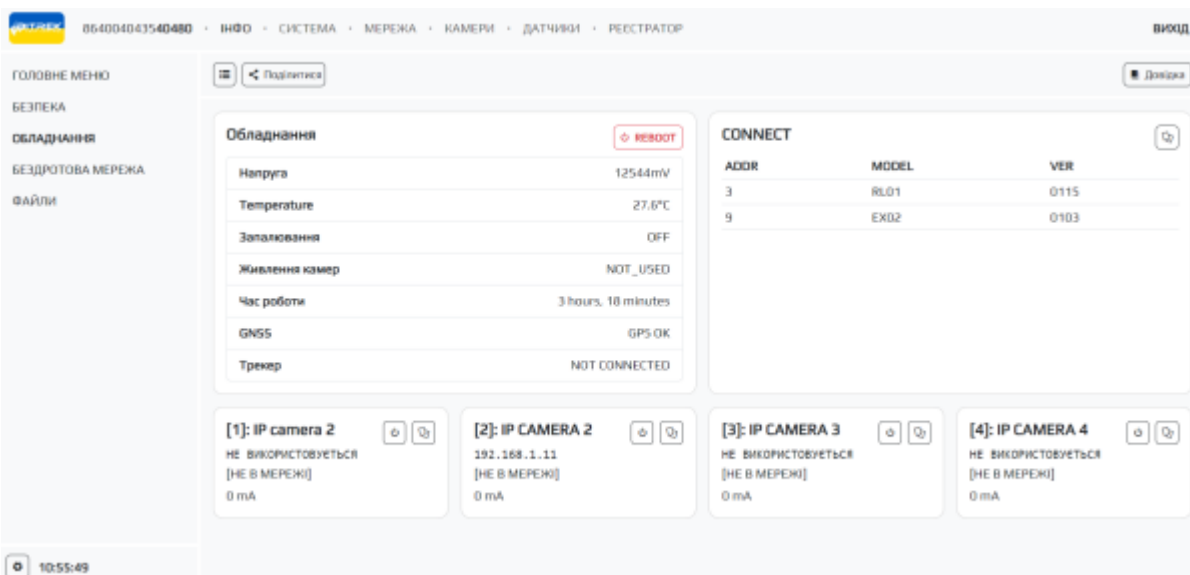 BITREK 864004043540480 · ІНФО · СИСТЕМА · МЕРЕЖА · КАМЕРИ · ДАТЧИКИ · РЕЄСТРАТОР ВИХІД
ГОЛОВНЕ МЕНЮ
БЕЗПЕКА
ОБЛАДНАННЯ
БЕЗДРОТОВА МЕРЕЖА
ФАЙЛИ
Поділитися Довідка
Обладнання REBOOT
Напруга 12544mV
Temperature 27.6°C
Запалювання OFF
Живлення камер NOT_USED
Час роботи 3 hours, 18 minutes
GNSS GPS OK
Трекер NOT CONNECTED
CONNECT
ADDR MODEL VER
3 RL01 0115
9 EX02 0103
[1]: IP camera 2
НЕ ВИКОРИСТОВУЄТЬСЯ
[НЕ В МЕРЕЖІ]
0 mA
[2]: IP CAMERA 2
192.168.1.11
[НЕ В МЕРЕЖІ]
0 mA
[3]: IP CAMERA 3
НЕ ВИКОРИСТОВУЄТЬСЯ
[НЕ В МЕРЕЖІ]
0 mA
[4]: IP CAMERA 4
НЕ ВИКОРИСТОВУЄТЬСЯ
[НЕ В МЕРЕЖІ]
0 mA
10:55:49